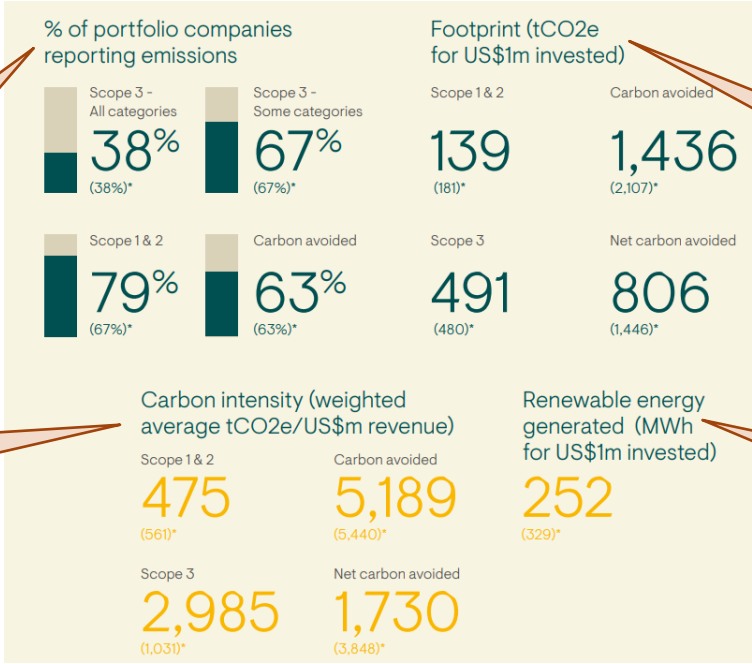 % of portfolio companies
reporting emissions
Scope 3 -
All categories
38%
(38%)*
Scope 3 -
Some categories
67%
(67%)*
Scope 1 & 2
79%
(67%)*
Carbon avoided
63%
(63%)*
Footprint (tCO2e
for US$1m invested)
Scope 1 & 2
139
(181)*
Carbon avoided
1,436
(2,107)*
Scope 3
491
(480)*
Net carbon avoided
806
(1,446)*
Carbon intensity (weighted
average tCO2e/US$m revenue)
Scope 1 & 2
475
(561)*
Carbon avoided
5,189
(5,440)*
Scope 3
2,985
(1,031)*
Net carbon avoided
1,730
(3,848)*
Renewable energy
generated (MWh
for US$1m invested)
252
(329)*